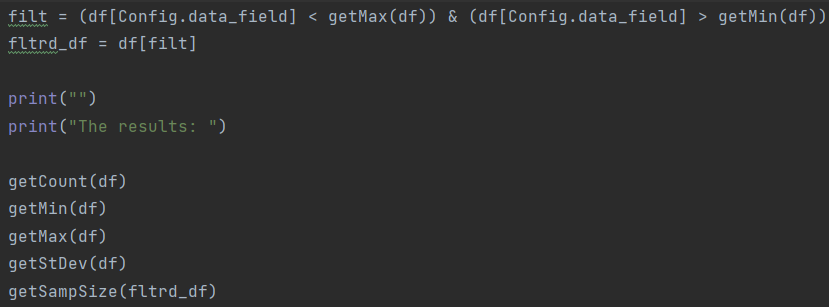 filt = (df[Config.data_field] < getMax(df)) & (df[Config.data_field] > getMin(df))
fltrd_df = df[filt]
print("")
print("The results: ")
getCount(df)
getMin(df)
getMax(df)
getStDev(df)
getSampSize(fltrd_df)